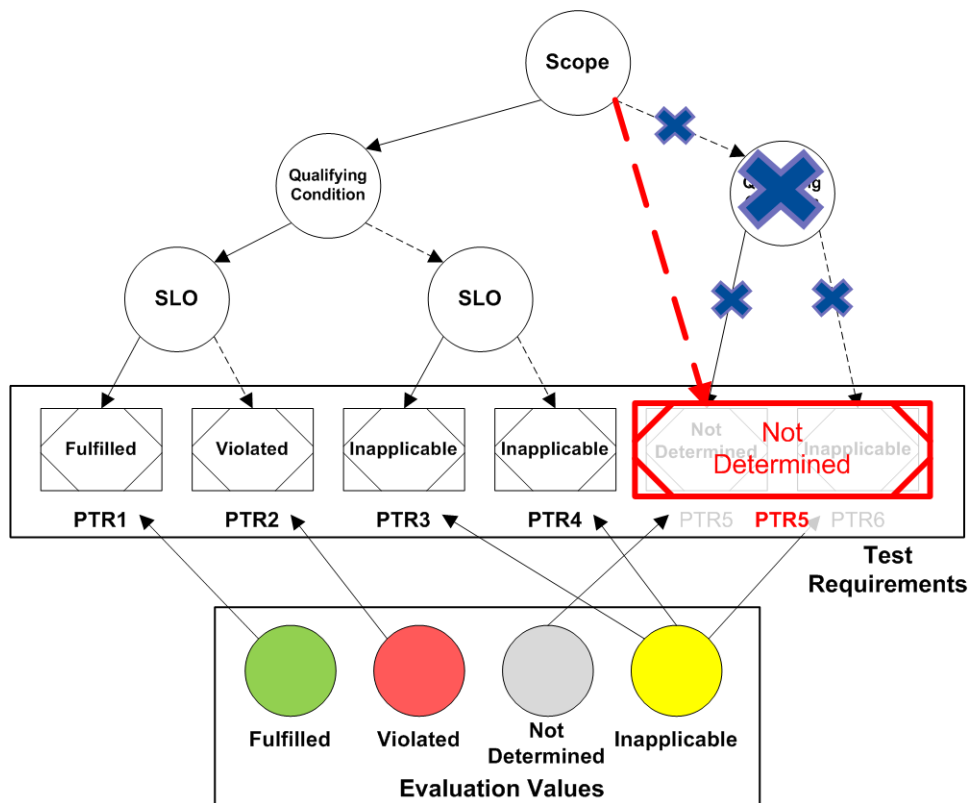 Scope
Qualifying
Condition
SLO
SLO
Fulfilled
Violated
Inapplicable
Inapplicable
Not
Determined
Inapplicable
Not
Determined
PTR1
PTR2
PTR3
PTR4
PTR5
PTR5
PTR6
Test
Requirements
Fulfilled
Violated
Not
Determined
Inapplicable
Evaluation Values